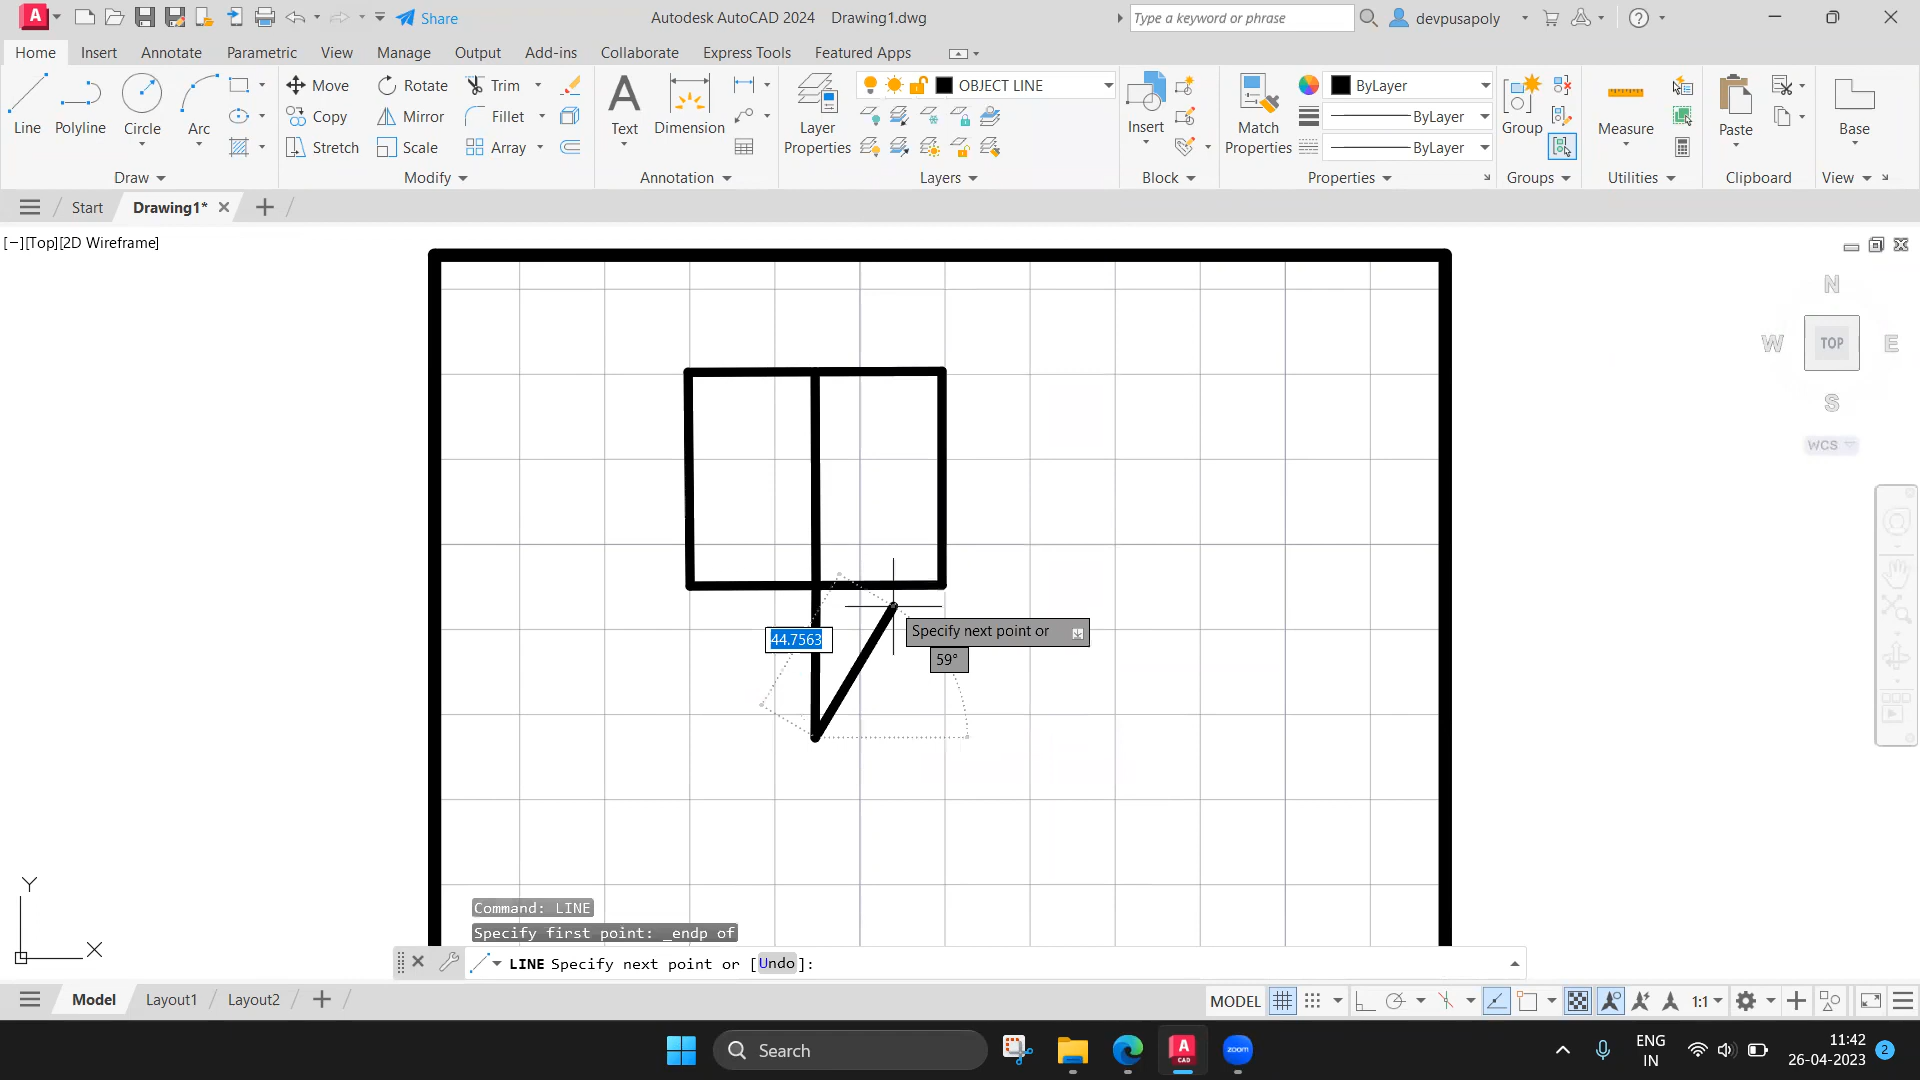 Share
Autodesk AutoCAD 2024 Drawing1.dwg
Type a keyword or phrase
devpusapoly
Home Insert Annotate Parametric View Manage Output Add-ins Collaborate Express Tools Featured Apps
Line Polyline Circle Arc
Move Rotate Trim
Copy Mirror Fillet
Stretch Scale Array
Text Dimension
Layer Properties
OBJECT LINE
Insert
Match Properties
ByLayer
ByLayer
ByLayer
Group
Measure
Paste
Base
Draw Modify Annotation Layers Block Properties Groups Utilities Clipboard View
Start Drawing1*
[−][Top][2D Wireframe]
N
W TOP E
S
WCS
44.7563
Specify next point or
59°
Y
X
Command: LINE
Specify first point: _endp of
LINE Specify next point or [Undo]:
Model Layout1 Layout2
MODEL 1:1
Search
A
CAD
zoom
ENG
IN
11:42
26-04-2023
2